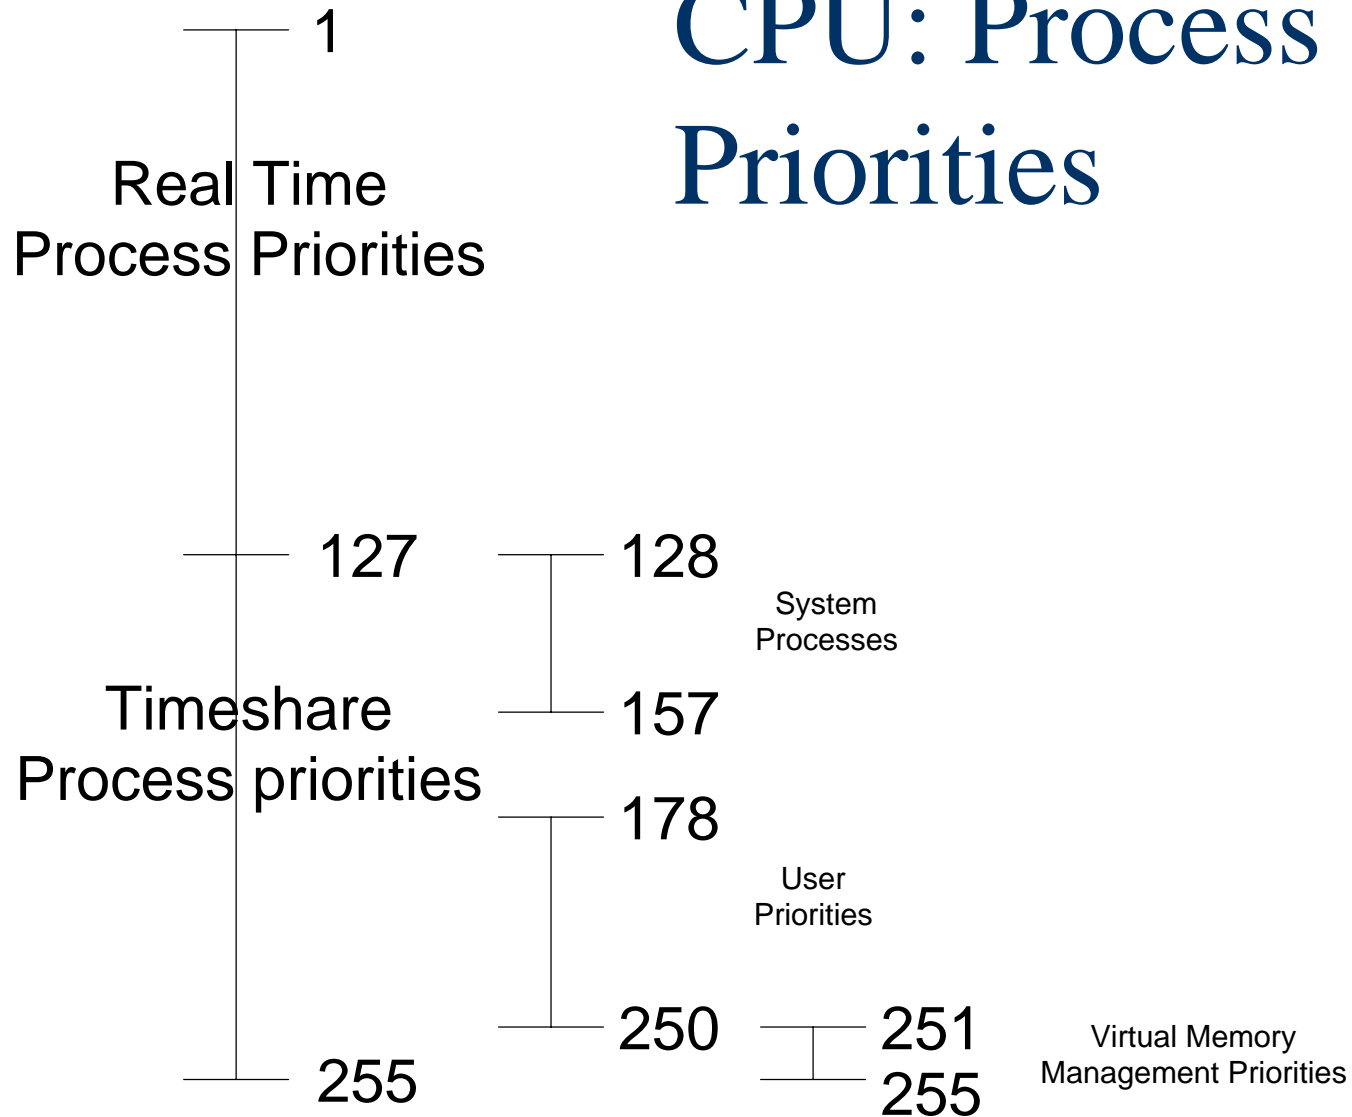 CPU: Process
Priorities
1
Real Time
Process Priorities
127
128
System
Processes
157
Timeshare
Process priorities
178
User
Priorities
250
251
Virtual Memory
Management Priorities
255
255